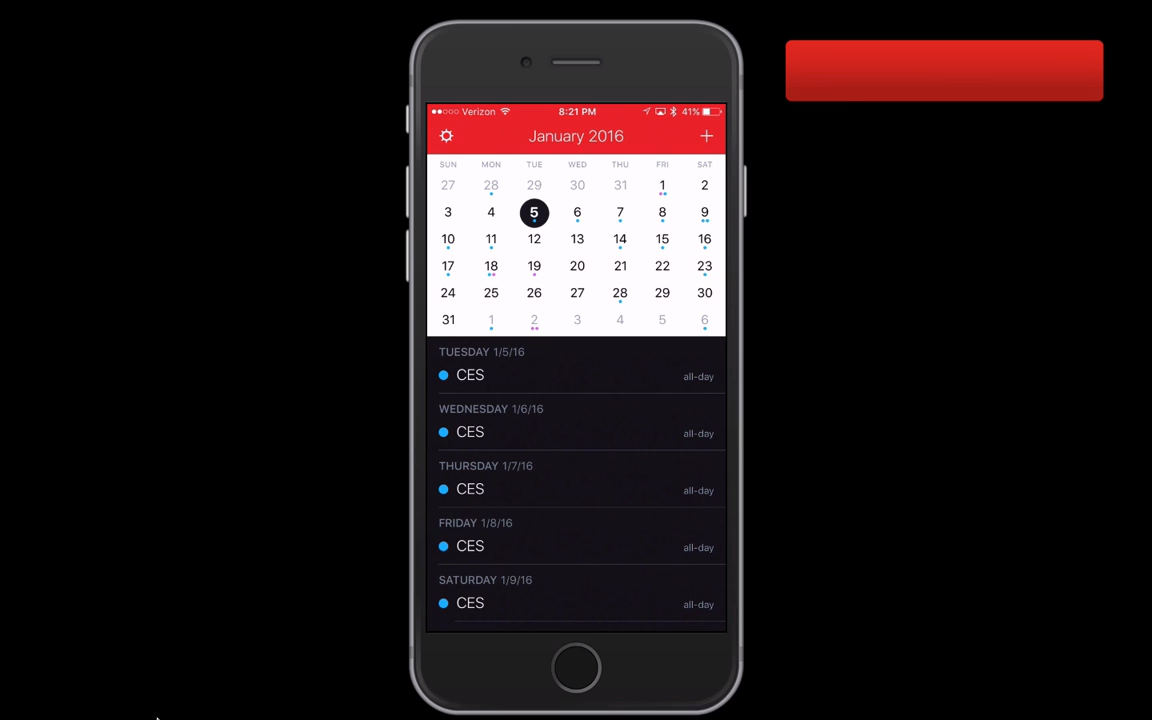 Verizon 8:21 PM 41%
January 2016 +
SUN MON TUE WED THU FRI SAT
27 28 29 30 31 1 2
3 4 5 6 7 8 9
10 11 12 13 14 15 16
17 18 19 20 21 22 23
24 25 26 27 28 29 30
31 1 2 3 4 5 6
TUESDAY 1/5/16
CES all-day
WEDNESDAY 1/6/16
CES all-day
THURSDAY 1/7/16
CES all-day
FRIDAY 1/8/16
CES all-day
SATURDAY 1/9/16
CES all-day